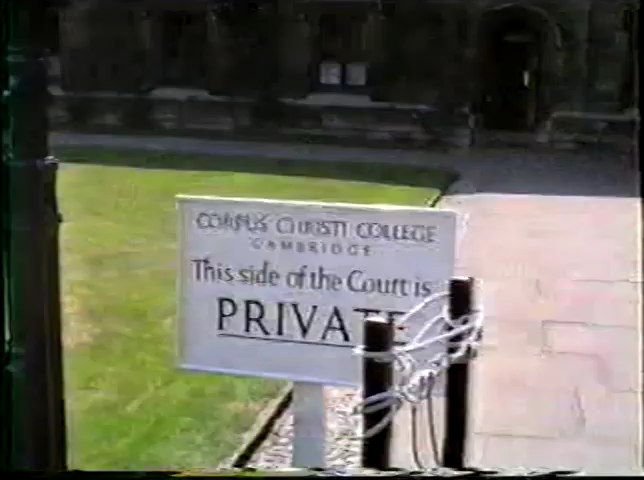 CORPUS CHRISTI COLLEGE
CAMBRIDGE
This side of the Court is
PRIVATE